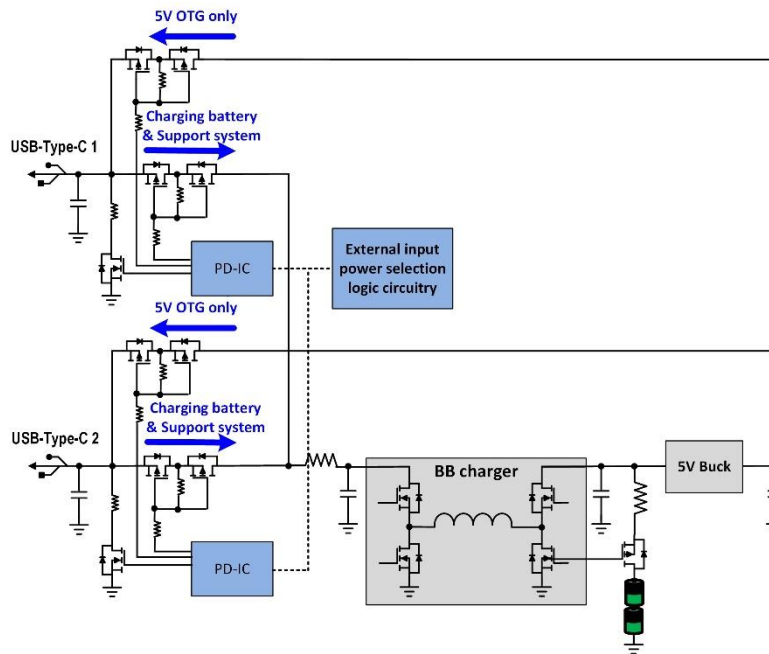 5V OTG only
Charging battery
& Support system
USB-Type-C 1
PD-IC
External input
power selection
logic circuitry
5V OTG only
Charging battery
& Support system
USB-Type-C 2
BB charger
5V Buck
PD-IC